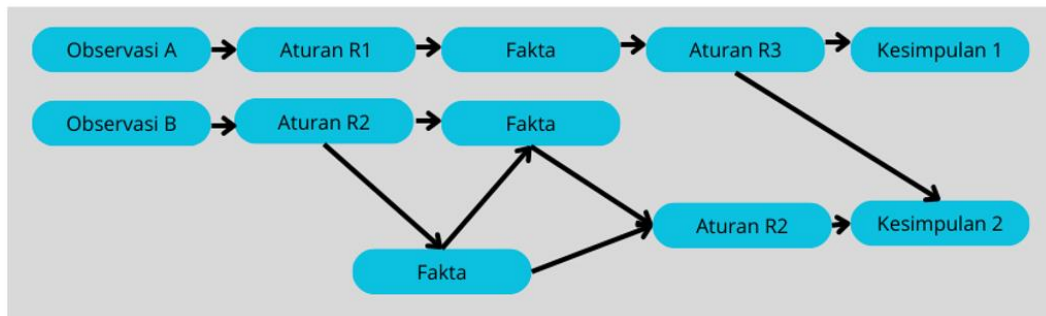 Observasi A
Aturan R1
Fakta
Aturan R3
Kesimpulan 1
Observasi B
Aturan R2
Fakta
Aturan R2
Kesimpulan 2
Fakta